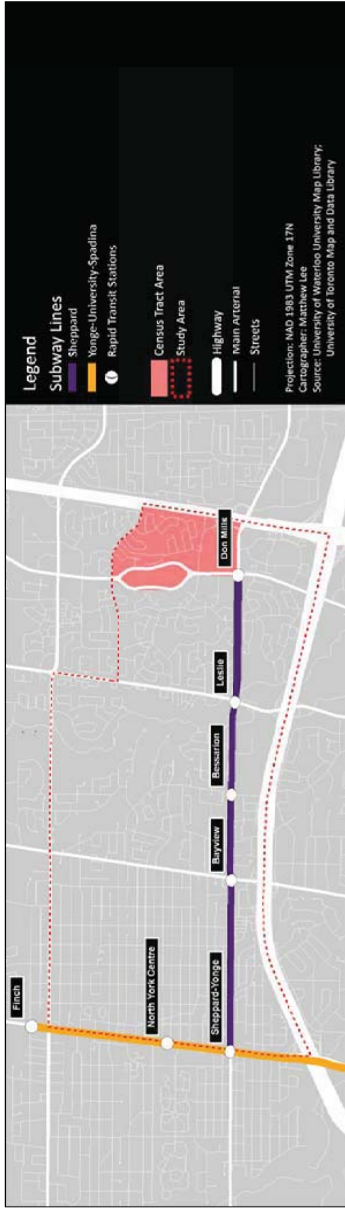 Finch
North York Centre
Sheppard-Yonge
Bayview
Bessarion
Leslie
Don Mills
Legend
Subway Lines
Sheppard
Yonge-University-Spadina
Rapid Transit Stations
Census Tract Area
Study Area
Highway
Main Arterial
Streets
Projection: NAD 1983 UTM Zone 17N
Cartographer: Matthew Lee
Source: University of Waterloo University Map Library;
University of Toronto Map and Data Library